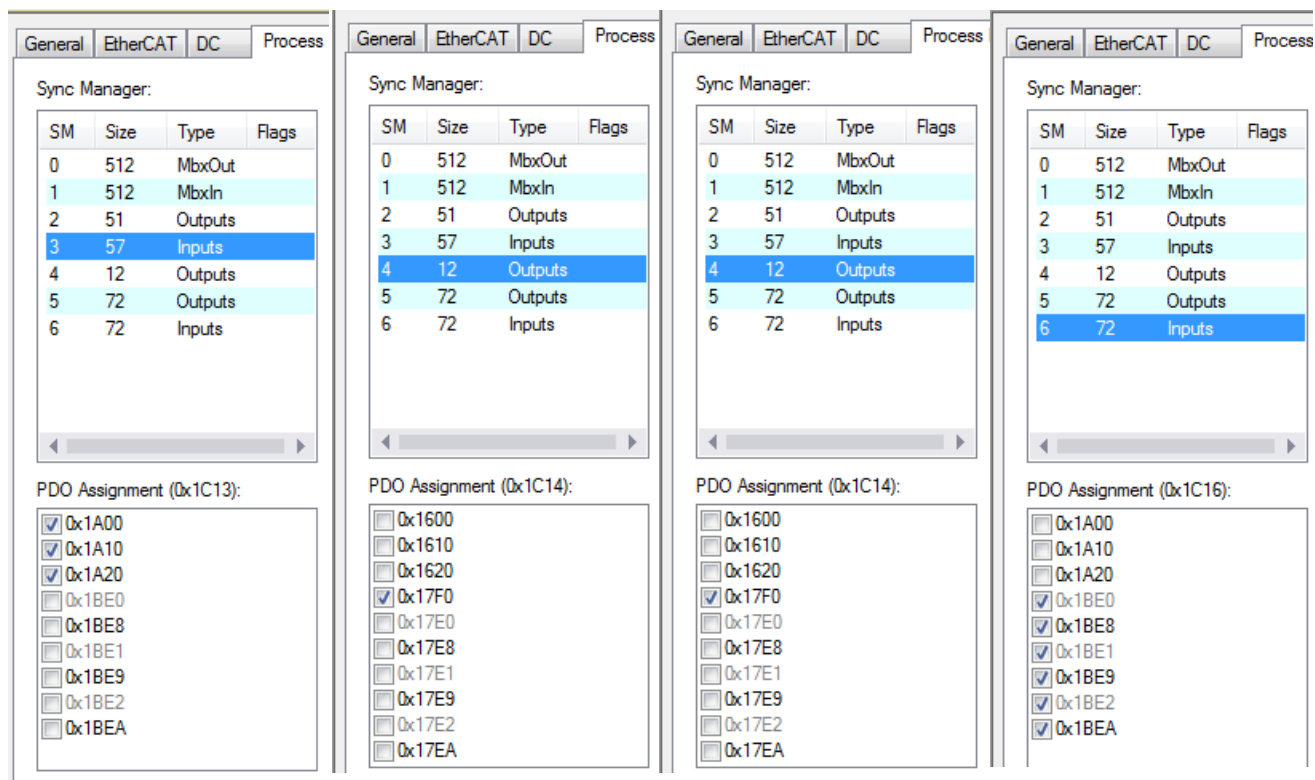 General EtherCAT DC Process
Sync Manager:
SM Size Type Flags
0 512 MbxOut
1 512 MbxIn
2 51 Outputs
3 57 Inputs
4 12 Outputs
5 72 Outputs
6 72 Inputs
PDO Assignment (0x1C13):
0x1A00
0x1A10
0x1A20
0x1BE0
0x1BE8
0x1BE1
0x1BE9
0x1BE2
0x1BEA
General EtherCAT DC Process
Sync Manager:
SM Size Type Flags
0 512 MbxOut
1 512 MbxIn
2 51 Outputs
3 57 Inputs
4 12 Outputs
5 72 Outputs
6 72 Inputs
PDO Assignment (0x1C14):
0x1600
0x1610
0x1620
0x17F0
0x17E0
0x17E8
0x17E1
0x17E9
0x17E2
0x17EA
General EtherCAT DC Process
Sync Manager:
SM Size Type Flags
0 512 MbxOut
1 512 MbxIn
2 51 Outputs
3 57 Inputs
4 12 Outputs
5 72 Outputs
6 72 Inputs
PDO Assignment (0x1C14):
0x1600
0x1610
0x1620
0x17F0
0x17E0
0x17E8
0x17E1
0x17E9
0x17E2
0x17EA
General EtherCAT DC Process
Sync Manager:
SM Size Type Flags
0 512 MbxOut
1 512 MbxIn
2 51 Outputs
3 57 Inputs
4 12 Outputs
5 72 Outputs
6 72 Inputs
PDO Assignment (0x1C16):
0x1A00
0x1A10
0x1A20
0x1BE0
0x1BE8
0x1BE1
0x1BE9
0x1BE2
0x1BEA